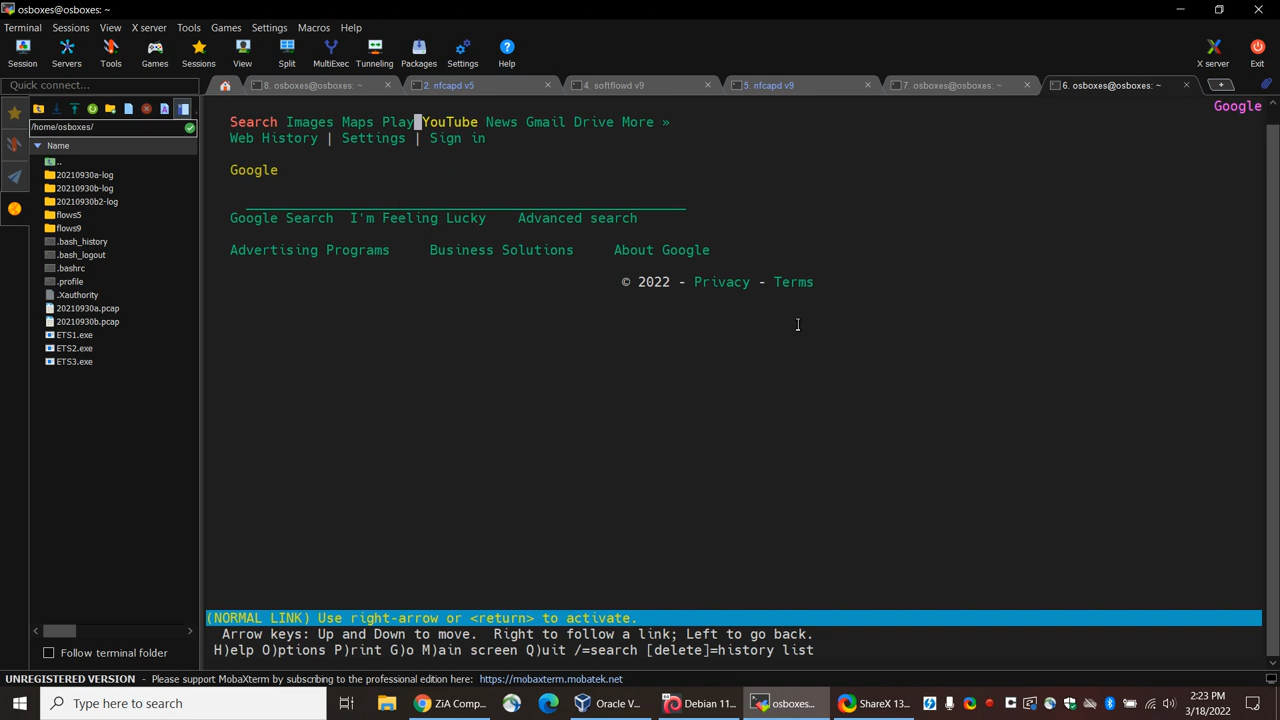 osboxes@osboxes: ~
Terminal Sessions View X server Tools Games Settings Macros Help
Session Servers Tools Games Sessions View Split MultiExec Tunneling Packages Settings Help X server Exit
Quick connect...
8. osboxes@osboxes: ~
2. nfcapd v5
4. softflowd v9
5. nfcapd v9
7. osboxes@osboxes: ~
6. osboxes@osboxes: ~
/home/osboxes/
Name
..
20210930a-log
20210930b-log
20210930b2-log
flows5
flows9
.bash_history
.bash_logout
.bashrc
.profile
.Xauthority
20210930a.pcap
20210930b.pcap
ETS1.exe
ETS2.exe
ETS3.exe
Follow terminal folder
Google
Search Images Maps Play YouTube News Gmail Drive More »
Web History | Settings | Sign in
Google
Google Search I'm Feeling Lucky Advanced search
Advertising Programs Business Solutions About Google
© 2022 - Privacy - Terms
(NORMAL LINK) Use right-arrow or <return> to activate.
Arrow keys: Up and Down to move. Right to follow a link; Left to go back.
H)elp O)ptions P)rint G)o M)ain screen Q)uit /=search [delete]=history list
UNREGISTERED VERSION - Please support MobaXterm by subscribing to the professional edition here: https://mobaxterm.mobatek.net
Type here to search
ZiA Comp...
Oracle V...
Debian 11...
osboxes...
ShareX 13...
2:23 PM
3/18/2022